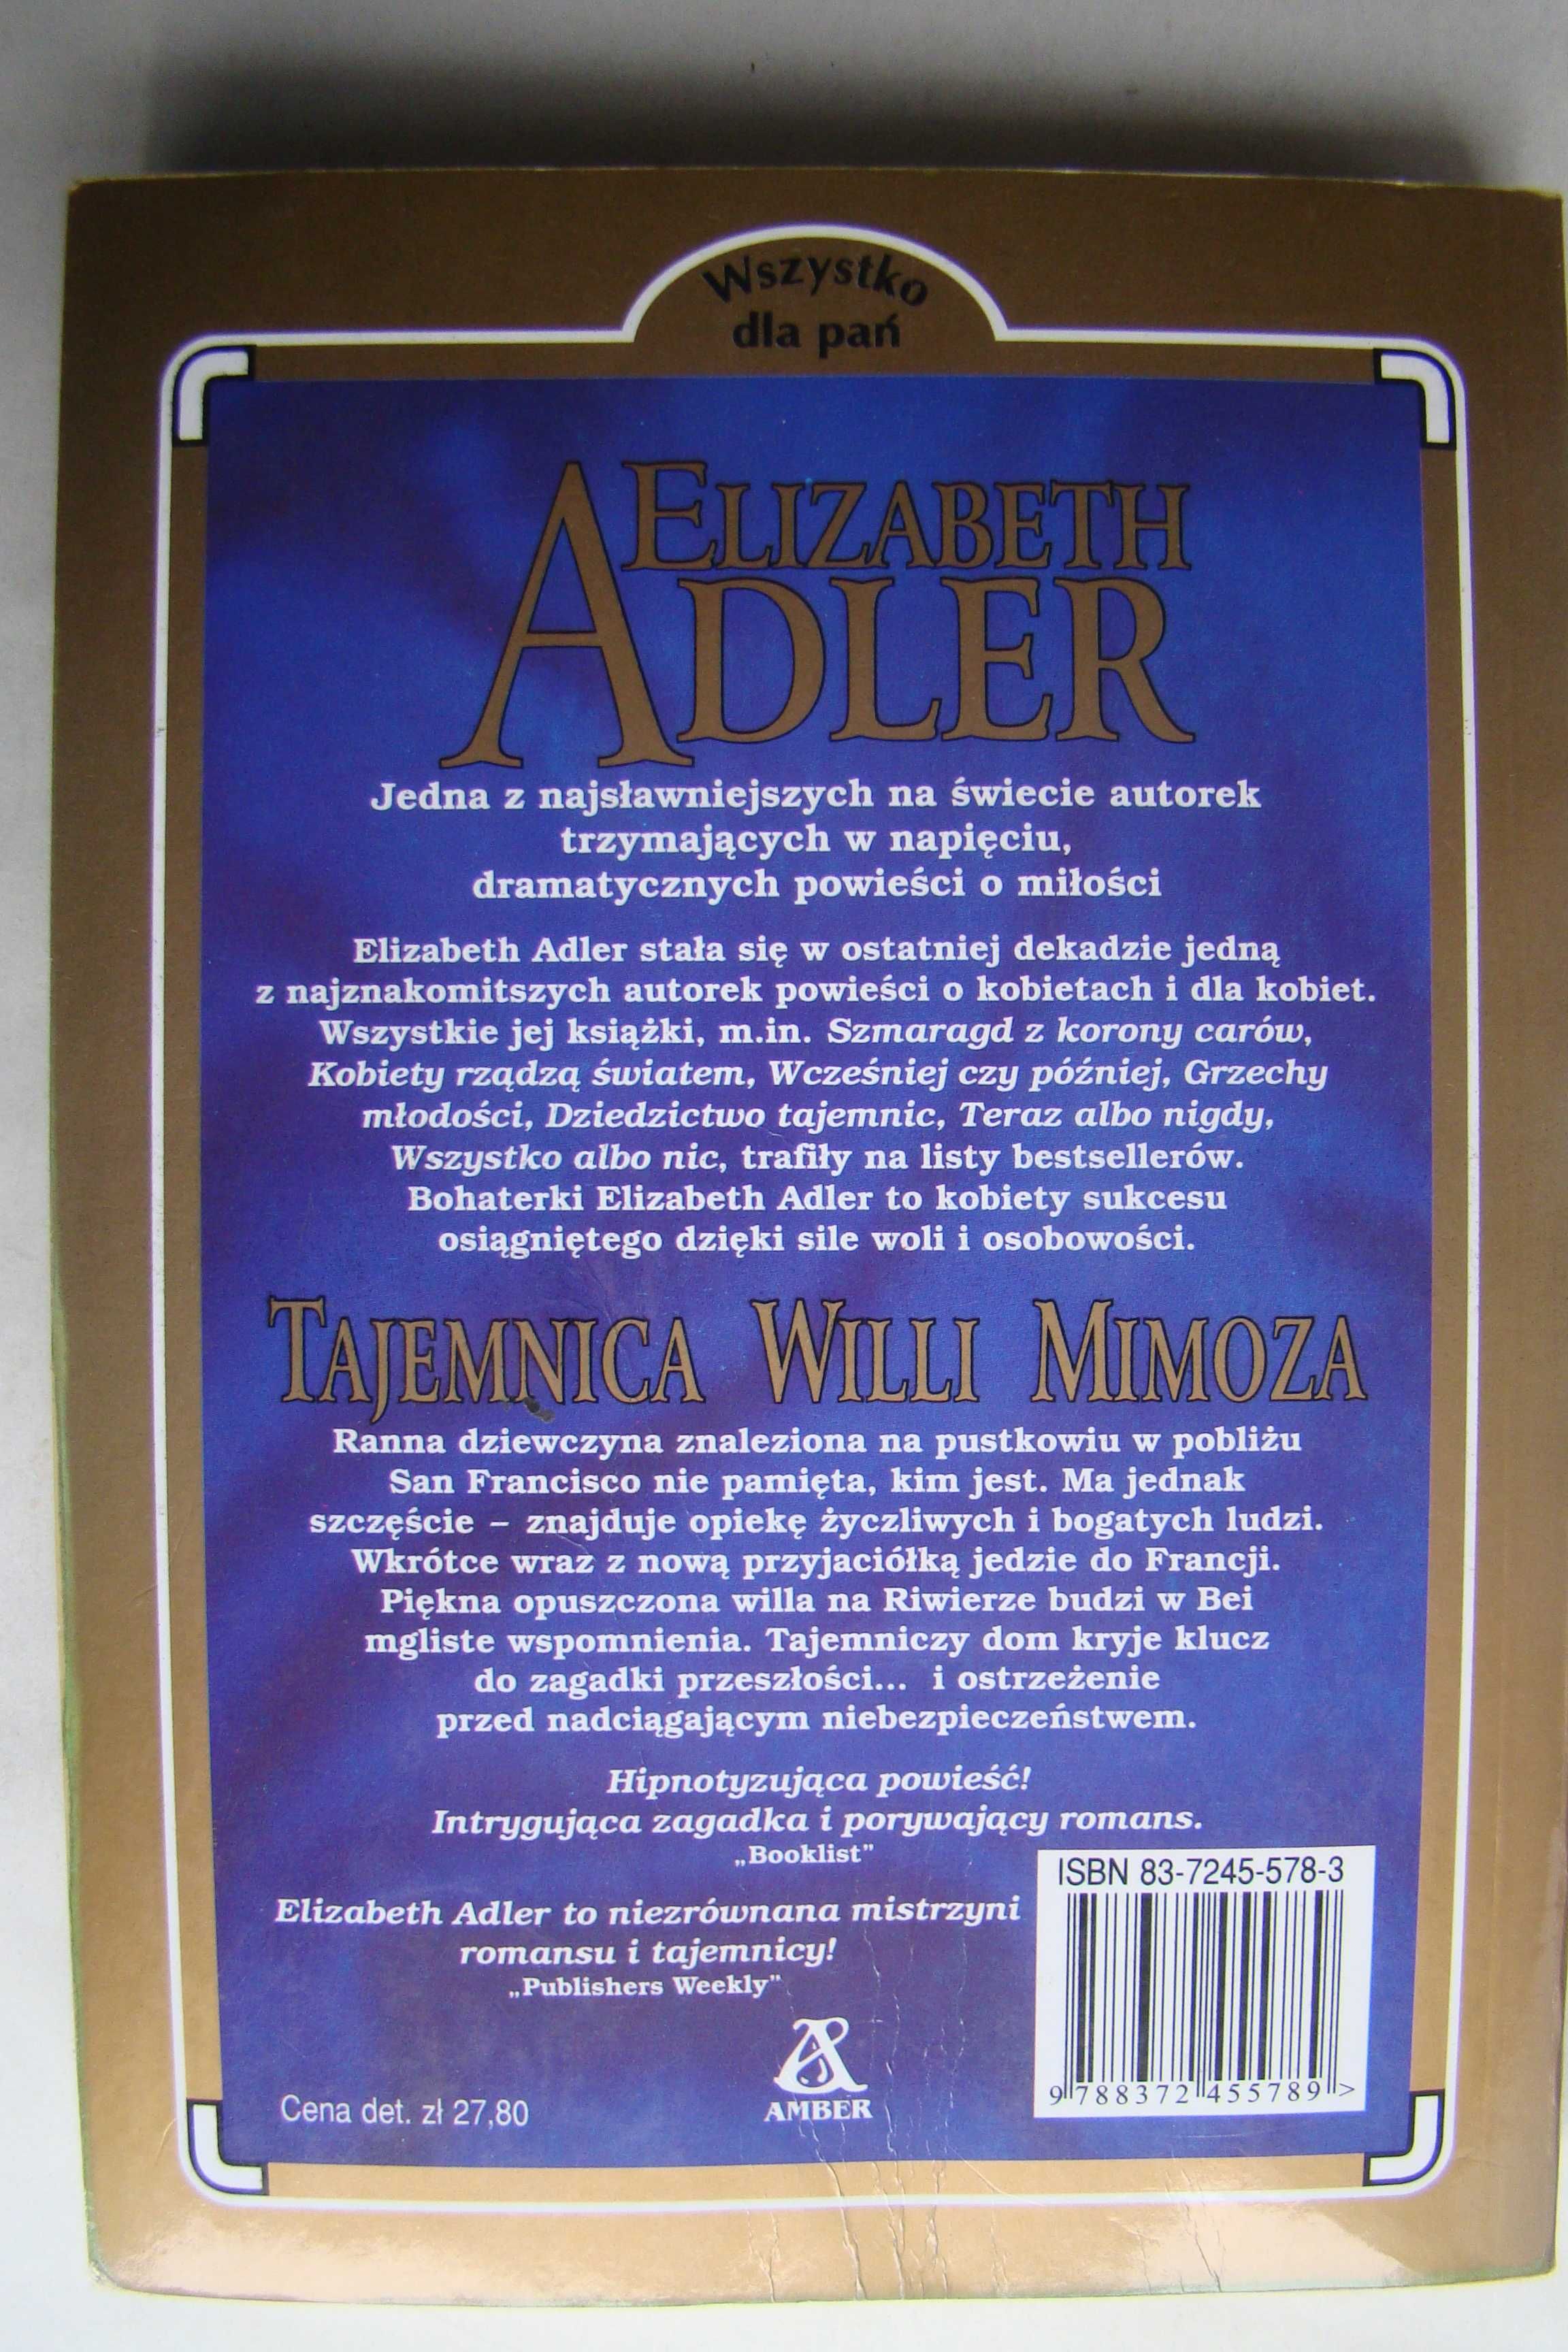 Wszystko
dla pań
ELIZABETH
ADLER
Jedna z najsławniejszych na świecie autorek
trzymających w napięciu,
dramatycznych powieści o miłości
Elizabeth Adler stała się w ostatniej dekadzie jedną
z najznakomitszych autorek powieści o kobietach i dla kobiet.
Wszystkie jej książki, m.in. Szmaragd z korony carów,
Kobiety rządzą światem, Wcześniej czy później, Grzechy
młodości, Dziedzictwo tajemnic, Teraz albo nigdy,
Wszystko albo nic, trafiły na listy bestsellerów.
Bohaterki Elizabeth Adler to kobiety sukcesu
osiągniętego dzięki sile woli i osobowości.
TAJEMNICA WILLI MIMOZA
Ranna dziewczyna znaleziona na pustkowiu w pobliżu
San Francisco nie pamięta, kim jest. Ma jednak
szczęście – znajduje opiekę życzliwych i bogatych ludzi.
Wkrótce wraz z nową przyjaciółką jedzie do Francji.
Piękna opuszczona willa na Riwierze budzi w Bei
mgliste wspomnienia. Tajemniczy dom kryje klucz
do zagadki przeszłości... i ostrzeżenie
przed nadciągającym niebezpieczeństwem.
Hipnotyzująca powieść!
Intrygująca zagadka i porywający romans.
„Booklist”
Elizabeth Adler to niezrównana mistrzyni
romansu i tajemnicy!
„Publishers Weekly”
ISBN 83-7245-578-3
9 788372 455789 >
Cena det. zł 27,80
AMBER